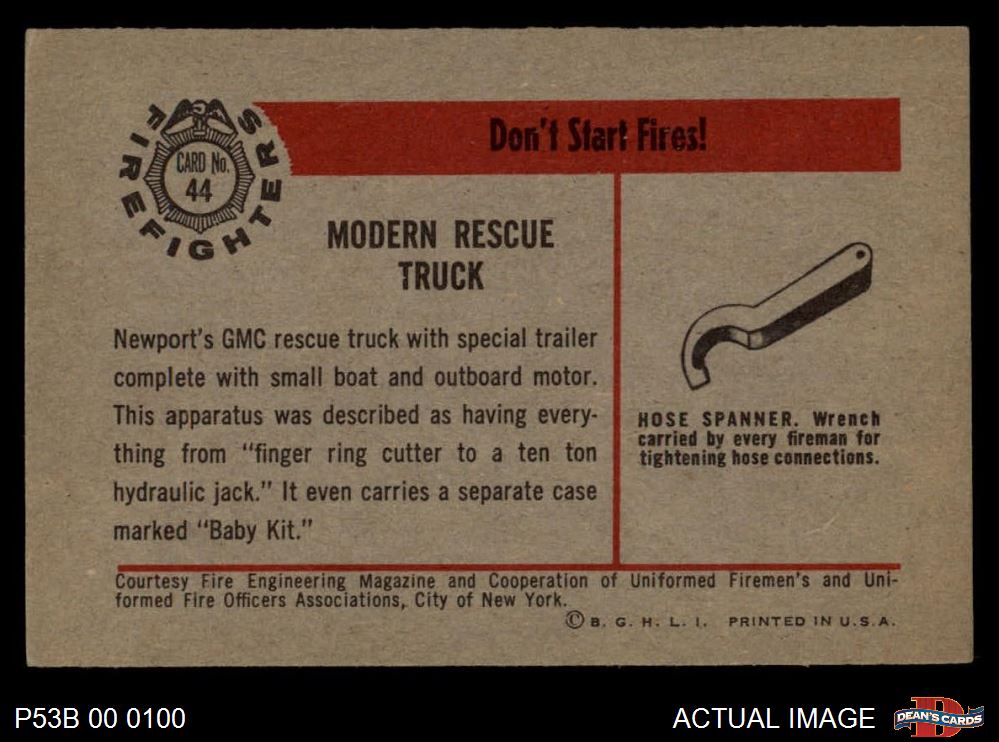 FIREFIGHTERS
CARD No.
44
Don't Start Fires!
MODERN RESCUE
TRUCK
Newport's GMC rescue truck with special trailer
complete with small boat and outboard motor.
This apparatus was described as having every-
thing from "finger ring cutter to a ten ton
hydraulic jack." It even carries a separate case
marked "Baby Kit."
HOSE SPANNER. Wrench
carried by every fireman for
tightening hose connections.
Courtesy Fire Engineering Magazine and Cooperation of Uniformed Firemen's and Uni-
formed Fire Officers Associations, City of New York.
© B. G. H. L. I. PRINTED IN U.S.A.
P53B 00 0100
ACTUAL IMAGE
D
DEAN'S CARDS